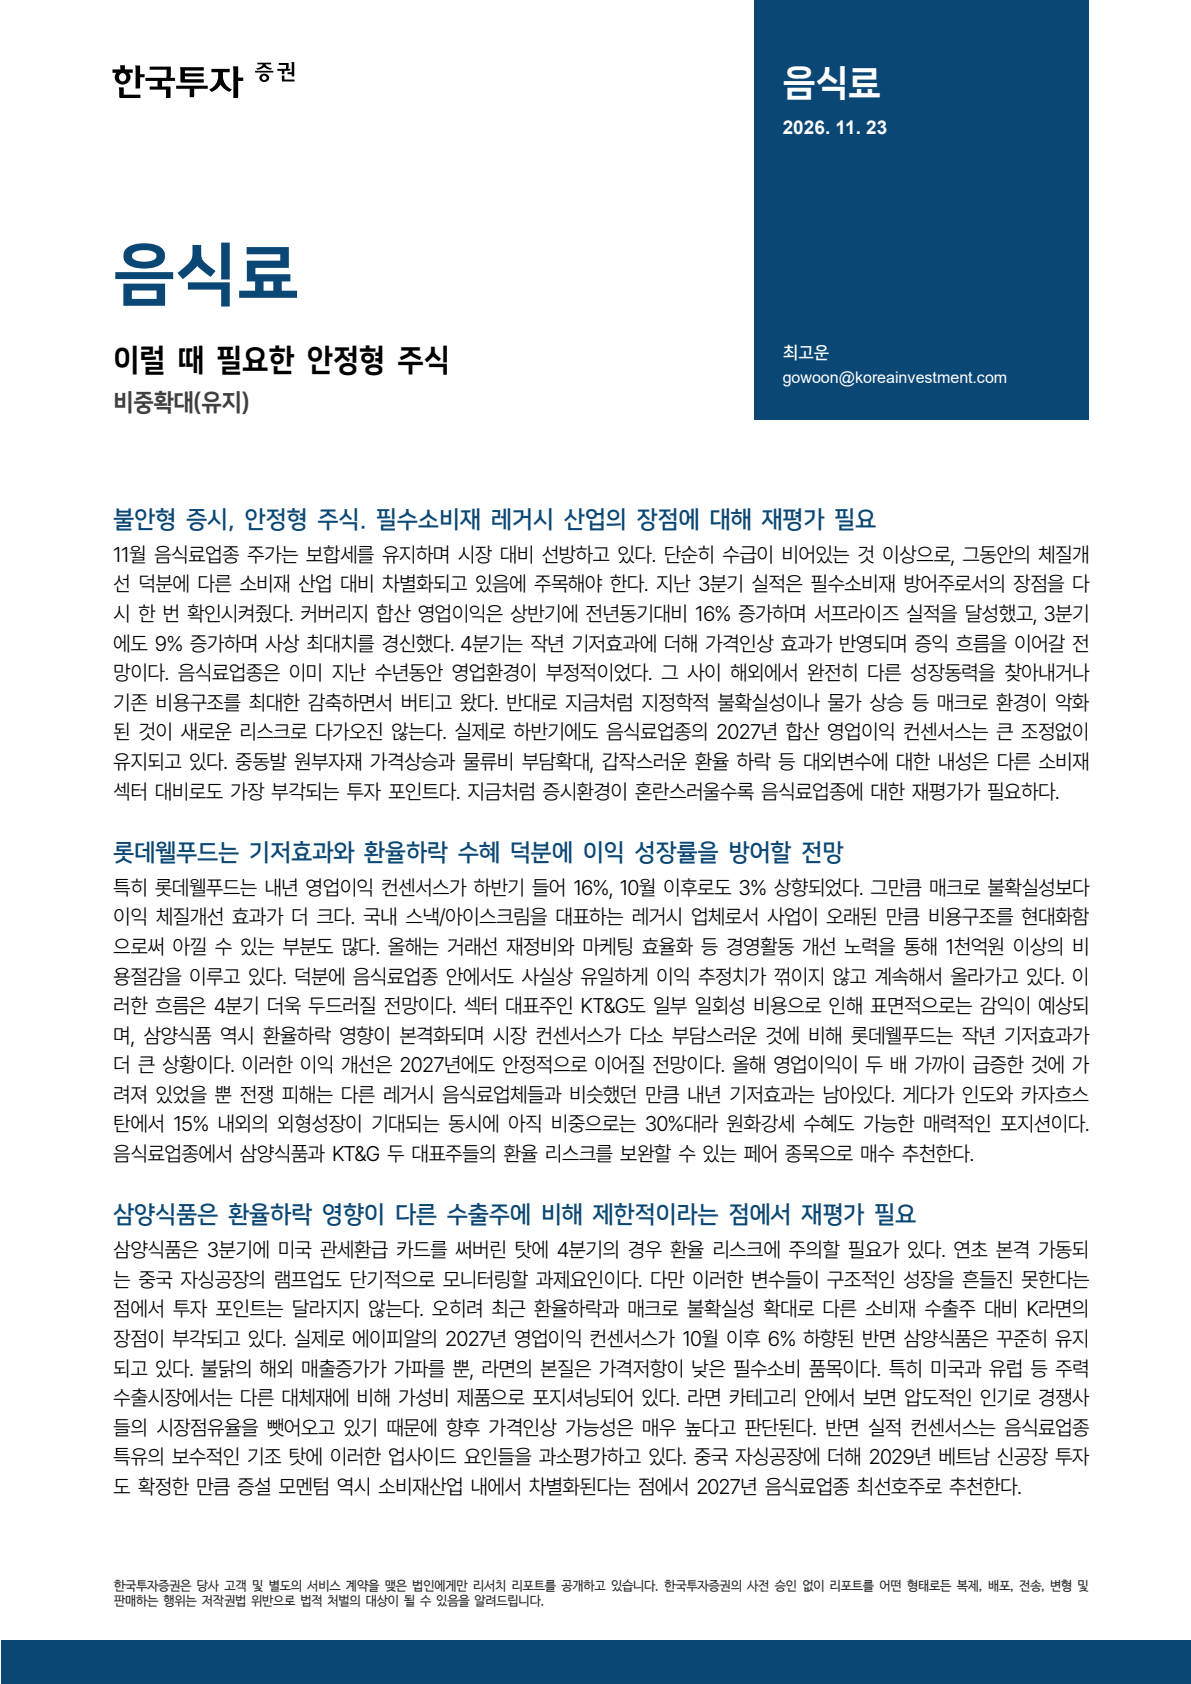 한국투자 증권
음식료
2026. 11. 23
음식료
이럴 때 필요한 안정형 주식
비중확대(유지)
최고운
gowoon@koreainvestment.com
불안형 증시, 안정형 주식. 필수소비재 레거시 산업의 장점에 대해 재평가 필요
11월 음식료업종 주가는 보합세를 유지하며 시장 대비 선방하고 있다. 단순히 수급이 비어있는 것 이상으로, 그동안의 체질개
선 덕분에 다른 소비재 산업 대비 차별화되고 있음에 주목해야 한다. 지난 3분기 실적은 필수소비재 방어주로서의 장점을 다
시 한 번 확인시켜줬다. 커버리지 합산 영업이익은 상반기에 전년동기대비 16% 증가하며 서프라이즈 실적을 달성했고, 3분기
에도 9% 증가하며 사상 최대치를 경신했다. 4분기는 작년 기저효과에 더해 가격인상 효과가 반영되며 증익 흐름을 이어갈 전
망이다. 음식료업종은 이미 지난 수년동안 영업환경이 부정적이었다. 그 사이 해외에서 완전히 다른 성장동력을 찾아내거나
기존 비용구조를 최대한 감축하면서 버티고 왔다. 반대로 지금처럼 지정학적 불확실성이나 물가 상승 등 매크로 환경이 악화
된 것이 새로운 리스크로 다가오진 않는다. 실제로 하반기에도 음식료업종의 2027년 합산 영업이익 컨센서스는 큰 조정없이
유지되고 있다. 중동발 원부자재 가격상승과 물류비 부담확대, 갑작스러운 환율 하락 등 대외변수에 대한 내성은 다른 소비재
섹터 대비로도 가장 부각되는 투자 포인트다. 지금처럼 증시환경이 혼란스러울수록 음식료업종에 대한 재평가가 필요하다.
롯데웰푸드는 기저효과와 환율하락 수혜 덕분에 이익 성장률을 방어할 전망
특히 롯데웰푸드는 내년 영업이익 컨센서스가 하반기 들어 16%, 10월 이후로도 3% 상향되었다. 그만큼 매크로 불확실성보다
이익 체질개선 효과가 더 크다. 국내 스낵/아이스크림을 대표하는 레거시 업체로서 사업이 오래된 만큼 비용구조를 현대화함
으로써 아낄 수 있는 부분도 많다. 올해는 거래선 재정비와 마케팅 효율화 등 경영활동 개선 노력을 통해 1천억원 이상의 비
용절감을 이루고 있다. 덕분에 음식료업종 안에서도 사실상 유일하게 이익 추정치가 꺾이지 않고 계속해서 올라가고 있다. 이
러한 흐름은 4분기 더욱 두드러질 전망이다. 섹터 대표주인 KT&G도 일부 일회성 비용으로 인해 표면적으로는 감익이 예상되
며, 삼양식품 역시 환율하락 영향이 본격화되며 시장 컨센서스가 다소 부담스러운 것에 비해 롯데웰푸드는 작년 기저효과가
더 큰 상황이다. 이러한 이익 개선은 2027년에도 안정적으로 이어질 전망이다. 올해 영업이익이 두 배 가까이 급증한 것에 가
려져 있었을 뿐 전쟁 피해는 다른 레거시 음식료업체들과 비슷했던 만큼 내년 기저효과는 남아있다. 게다가 인도와 카자흐스
탄에서 15% 내외의 외형성장이 기대되는 동시에 아직 비중으로는 30%대라 원화강세 수혜도 가능한 매력적인 포지션이다.
음식료업종에서 삼양식품과 KT&G 두 대표주들의 환율 리스크를 보완할 수 있는 페어 종목으로 매수 추천한다.
삼양식품은 환율하락 영향이 다른 수출주에 비해 제한적이라는 점에서 재평가 필요
삼양식품은 3분기에 미국 관세환급 카드를 써버린 탓에 4분기의 경우 환율 리스크에 주의할 필요가 있다. 연초 본격 가동되
는 중국 자싱공장의 램프업도 단기적으로 모니터링할 과제요인이다. 다만 이러한 변수들이 구조적인 성장을 흔들진 못한다는
점에서 투자 포인트는 달라지지 않는다. 오히려 최근 환율하락과 매크로 불확실성 확대로 다른 소비재 수출주 대비 K라면의
장점이 부각되고 있다. 실제로 에이피알의 2027년 영업이익 컨센서스가 10월 이후 6% 하향된 반면 삼양식품은 꾸준히 유지
되고 있다. 불닭의 해외 매출증가가 가파를 뿐, 라면의 본질은 가격저항이 낮은 필수소비 품목이다. 특히 미국과 유럽 등 주력
수출시장에서는 다른 대체재에 비해 가성비 제품으로 포지셔닝되어 있다. 라면 카테고리 안에서 보면 압도적인 인기로 경쟁사
들의 시장점유율을 뺏어오고 있기 때문에 향후 가격인상 가능성은 매우 높다고 판단된다. 반면 실적 컨센서스는 음식료업종
특유의 보수적인 기조 탓에 이러한 업사이드 요인들을 과소평가하고 있다. 중국 자싱공장에 더해 2029년 베트남 신공장 투자
도 확정한 만큼 증설 모멘텀 역시 소비재산업 내에서 차별화된다는 점에서 2027년 음식료업종 최선호주로 추천한다.
한국투자증권은 당사 고객 및 별도의 서비스 계약을 맺은 법인에게만 리서치 리포트를 공개하고 있습니다. 한국투자증권의 사전 승인 없이 리포트를 어떤 형태로든 복제, 배포, 전송, 변형 및
판매하는 행위는 저작권법 위반으로 법적 처벌의 대상이 될 수 있음을 알려드립니다.